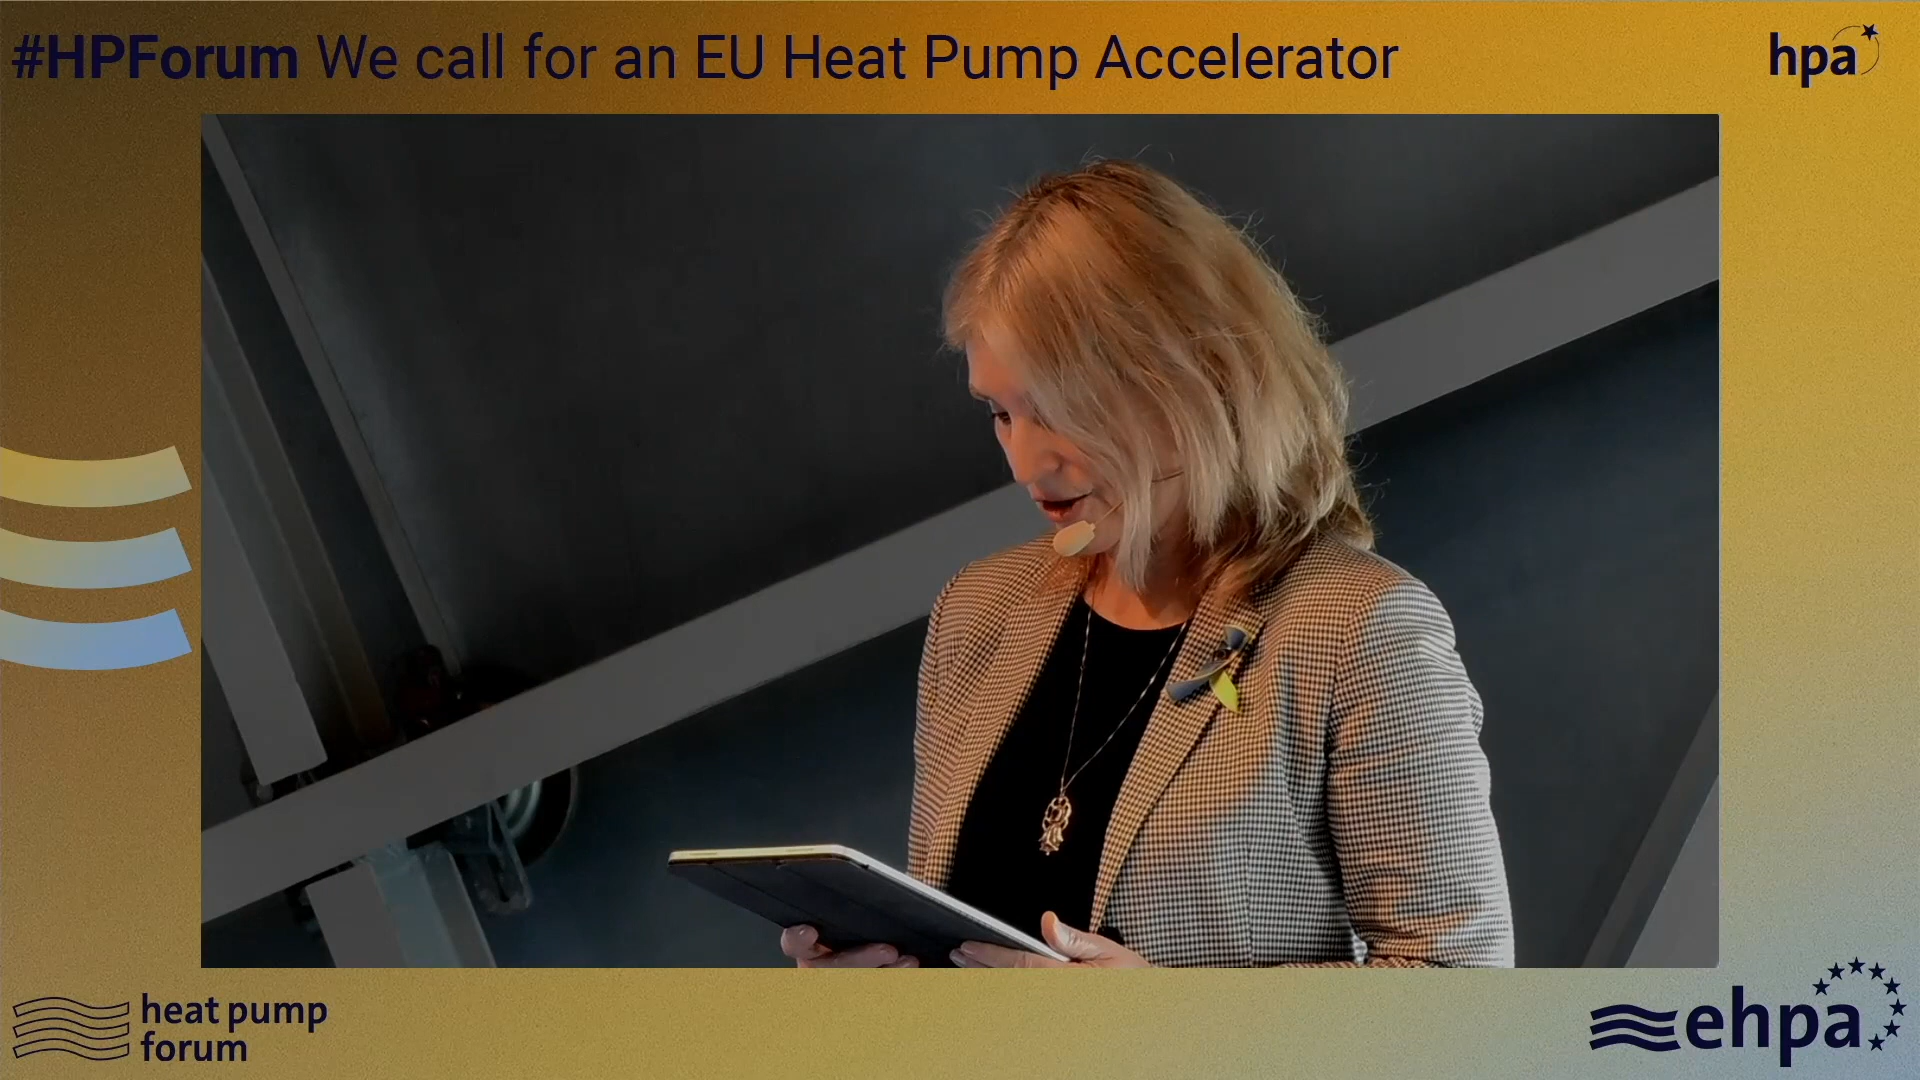 #HPForum We call for an EU Heat Pump Accelerator
hpa
heat pump
forum
ehpa